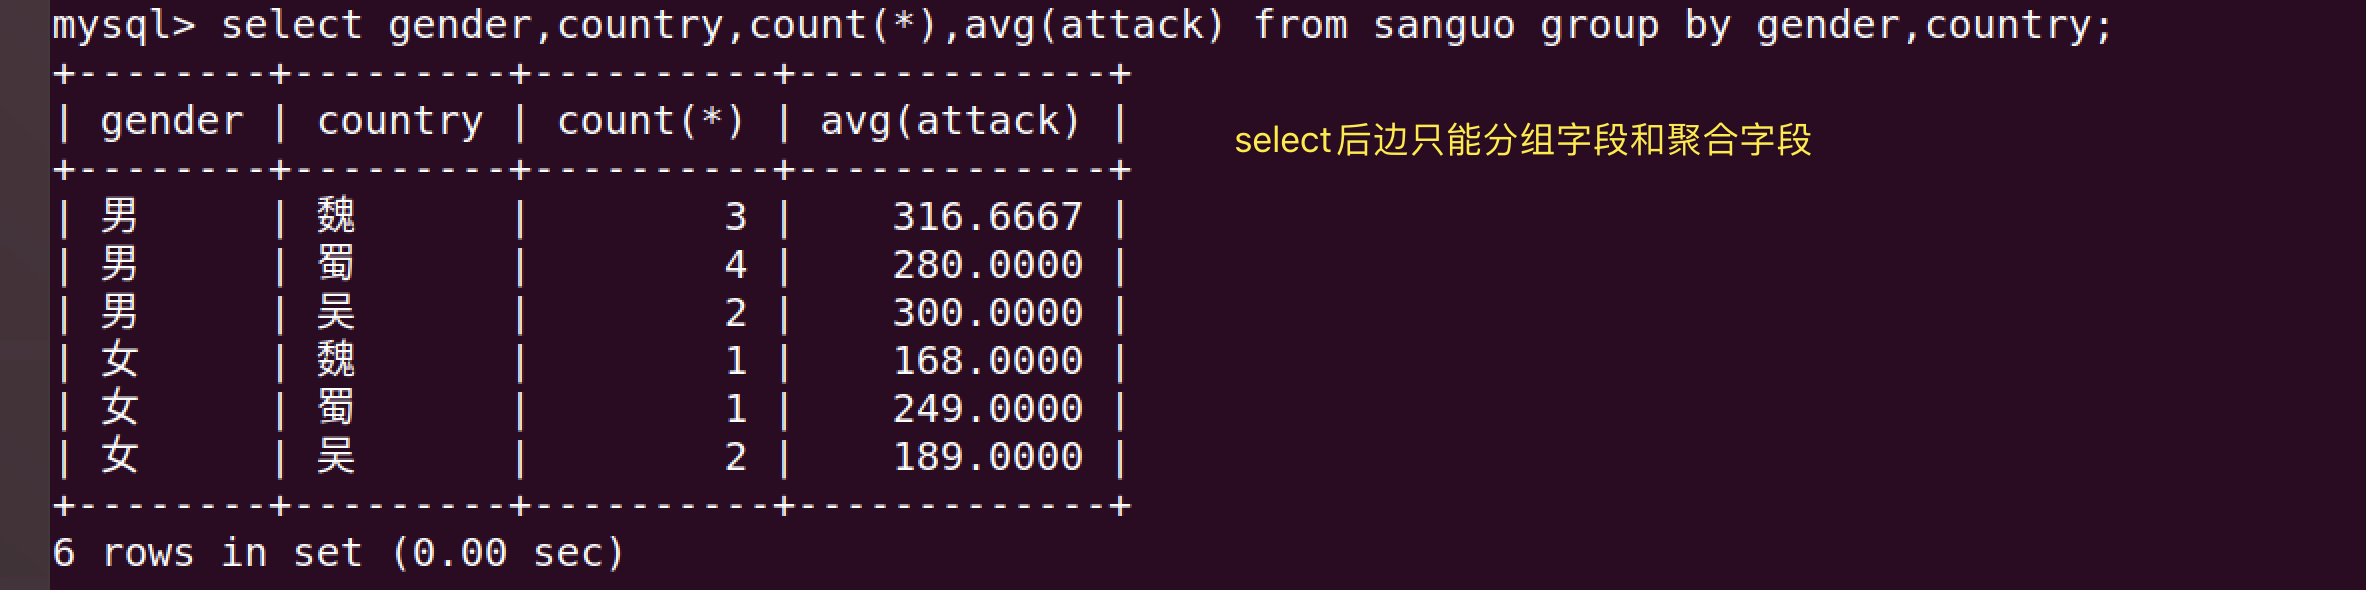 mysql> select gender,country,count(*),avg(attack) from sanguo group by gender,country;
+--------+---------+----------+-------------+
| gender | country | count(*) | avg(attack) |
select后边只能分组字段和聚合字段
+--------+---------+----------+-------------+
| 男 | 魏 | 3 | 316.6667 |
| 男 | 蜀 | 4 | 280.0000 |
| 男 | 吴 | 2 | 300.0000 |
| 女 | 魏 | 1 | 168.0000 |
| 女 | 蜀 | 1 | 249.0000 |
| 女 | 吴 | 2 | 189.0000 |
+--------+---------+----------+-------------+
6 rows in set (0.00 sec)